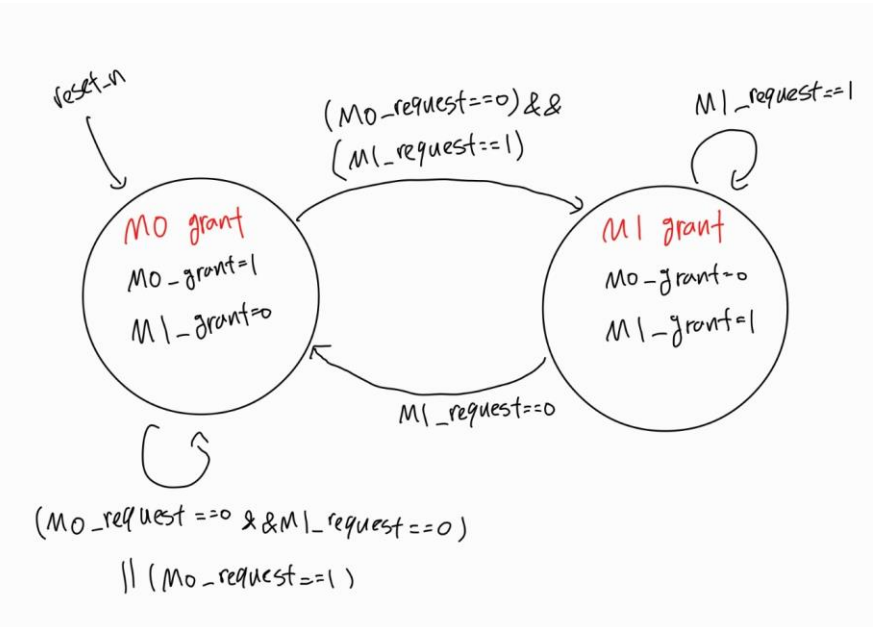 reset_n
(M0_request==0)&&
(M1_request==1)
M1_request==1
M0 grant
M0_grant=1
M1_grant=0
M1 grant
M0_grant=0
M1_grant=1
M1_request==0
(M0_request==0 &&M1_request==0)
||(M0_request==1)